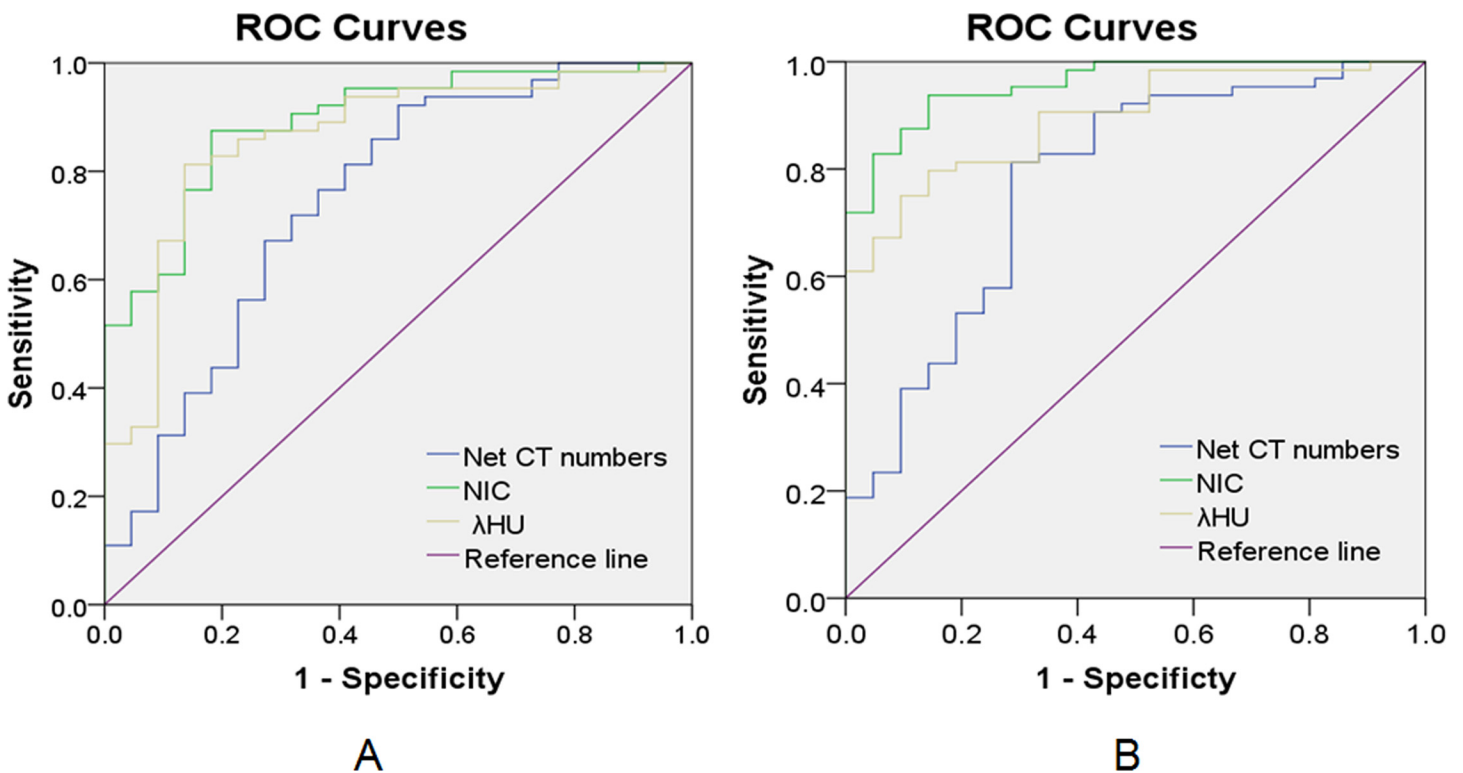 ROC Curves
1.0
0.8
0.6
0.4
0.2
0.0
Sensitivity
Net CT numbers
NIC
λHU
Reference line
0.0 0.2 0.4 0.6 0.8 1.0
1 - Specificity
A
ROC Curves
1.0
0.8
0.6
0.4
0.2
0.0
Sensitivity
Net CT numbers
NIC
λHU
Reference line
0.0 0.2 0.4 0.6 0.8 1.0
1 - Specificty
B